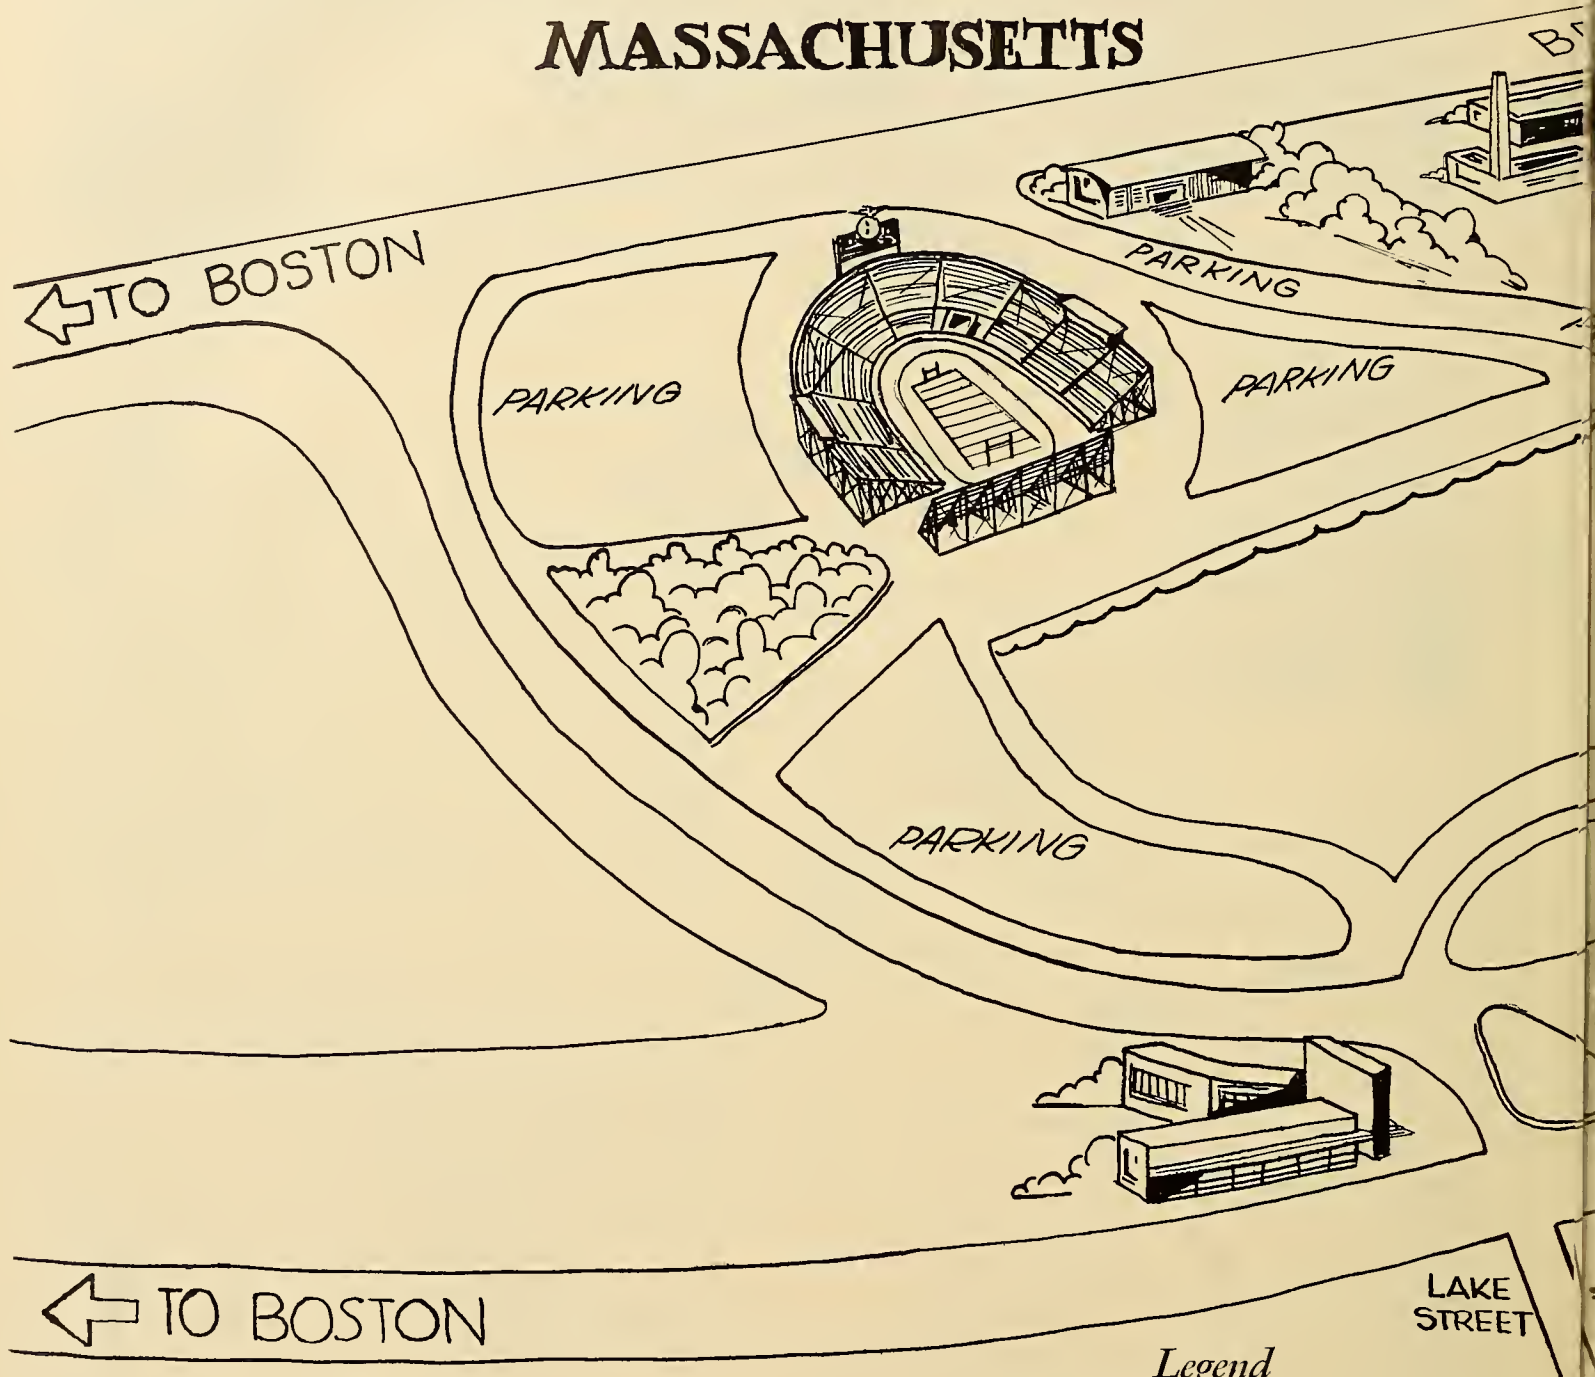 MASSACHUSETTS
TO BOSTON
PARKING
PARKING
PARKING
PARKING
TO BOSTON
LAKE
STREET
Legend